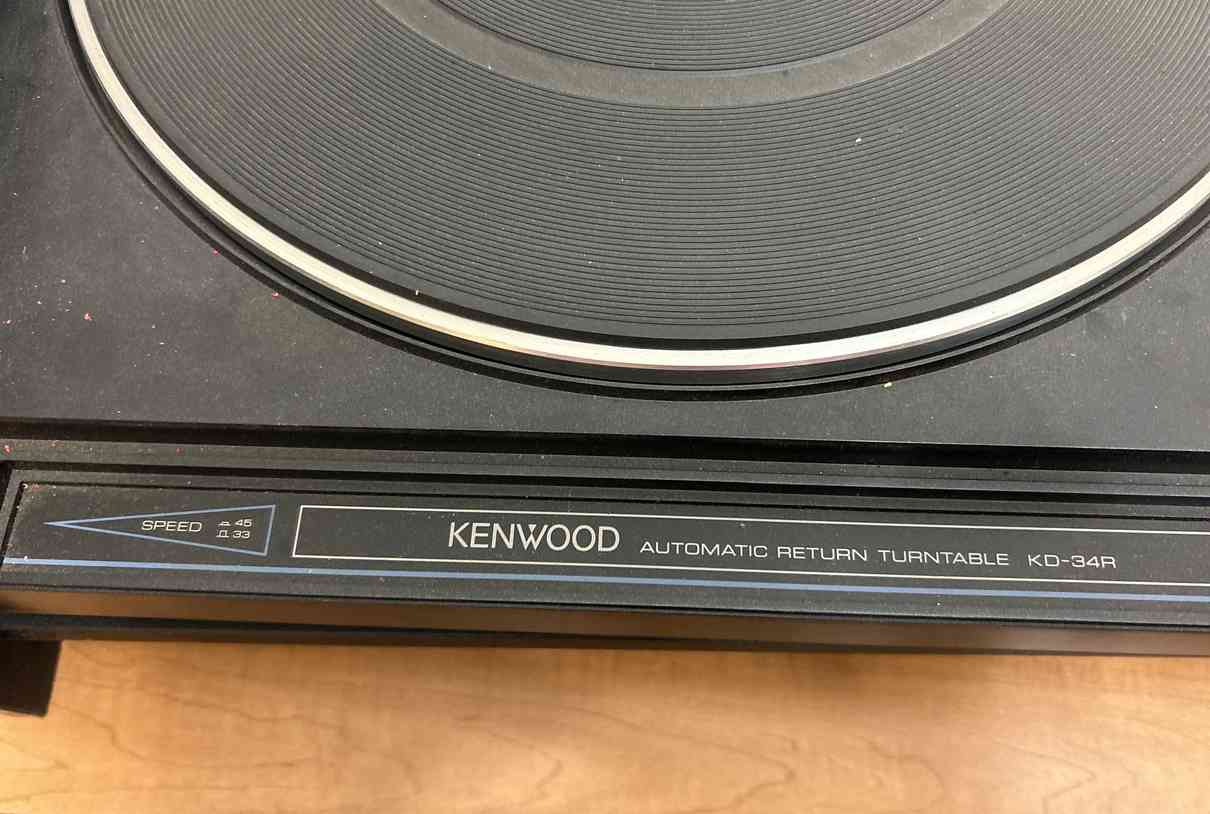 SPEED 45
33
KENWOOD AUTOMATIC RETURN TURNTABLE KD-34R